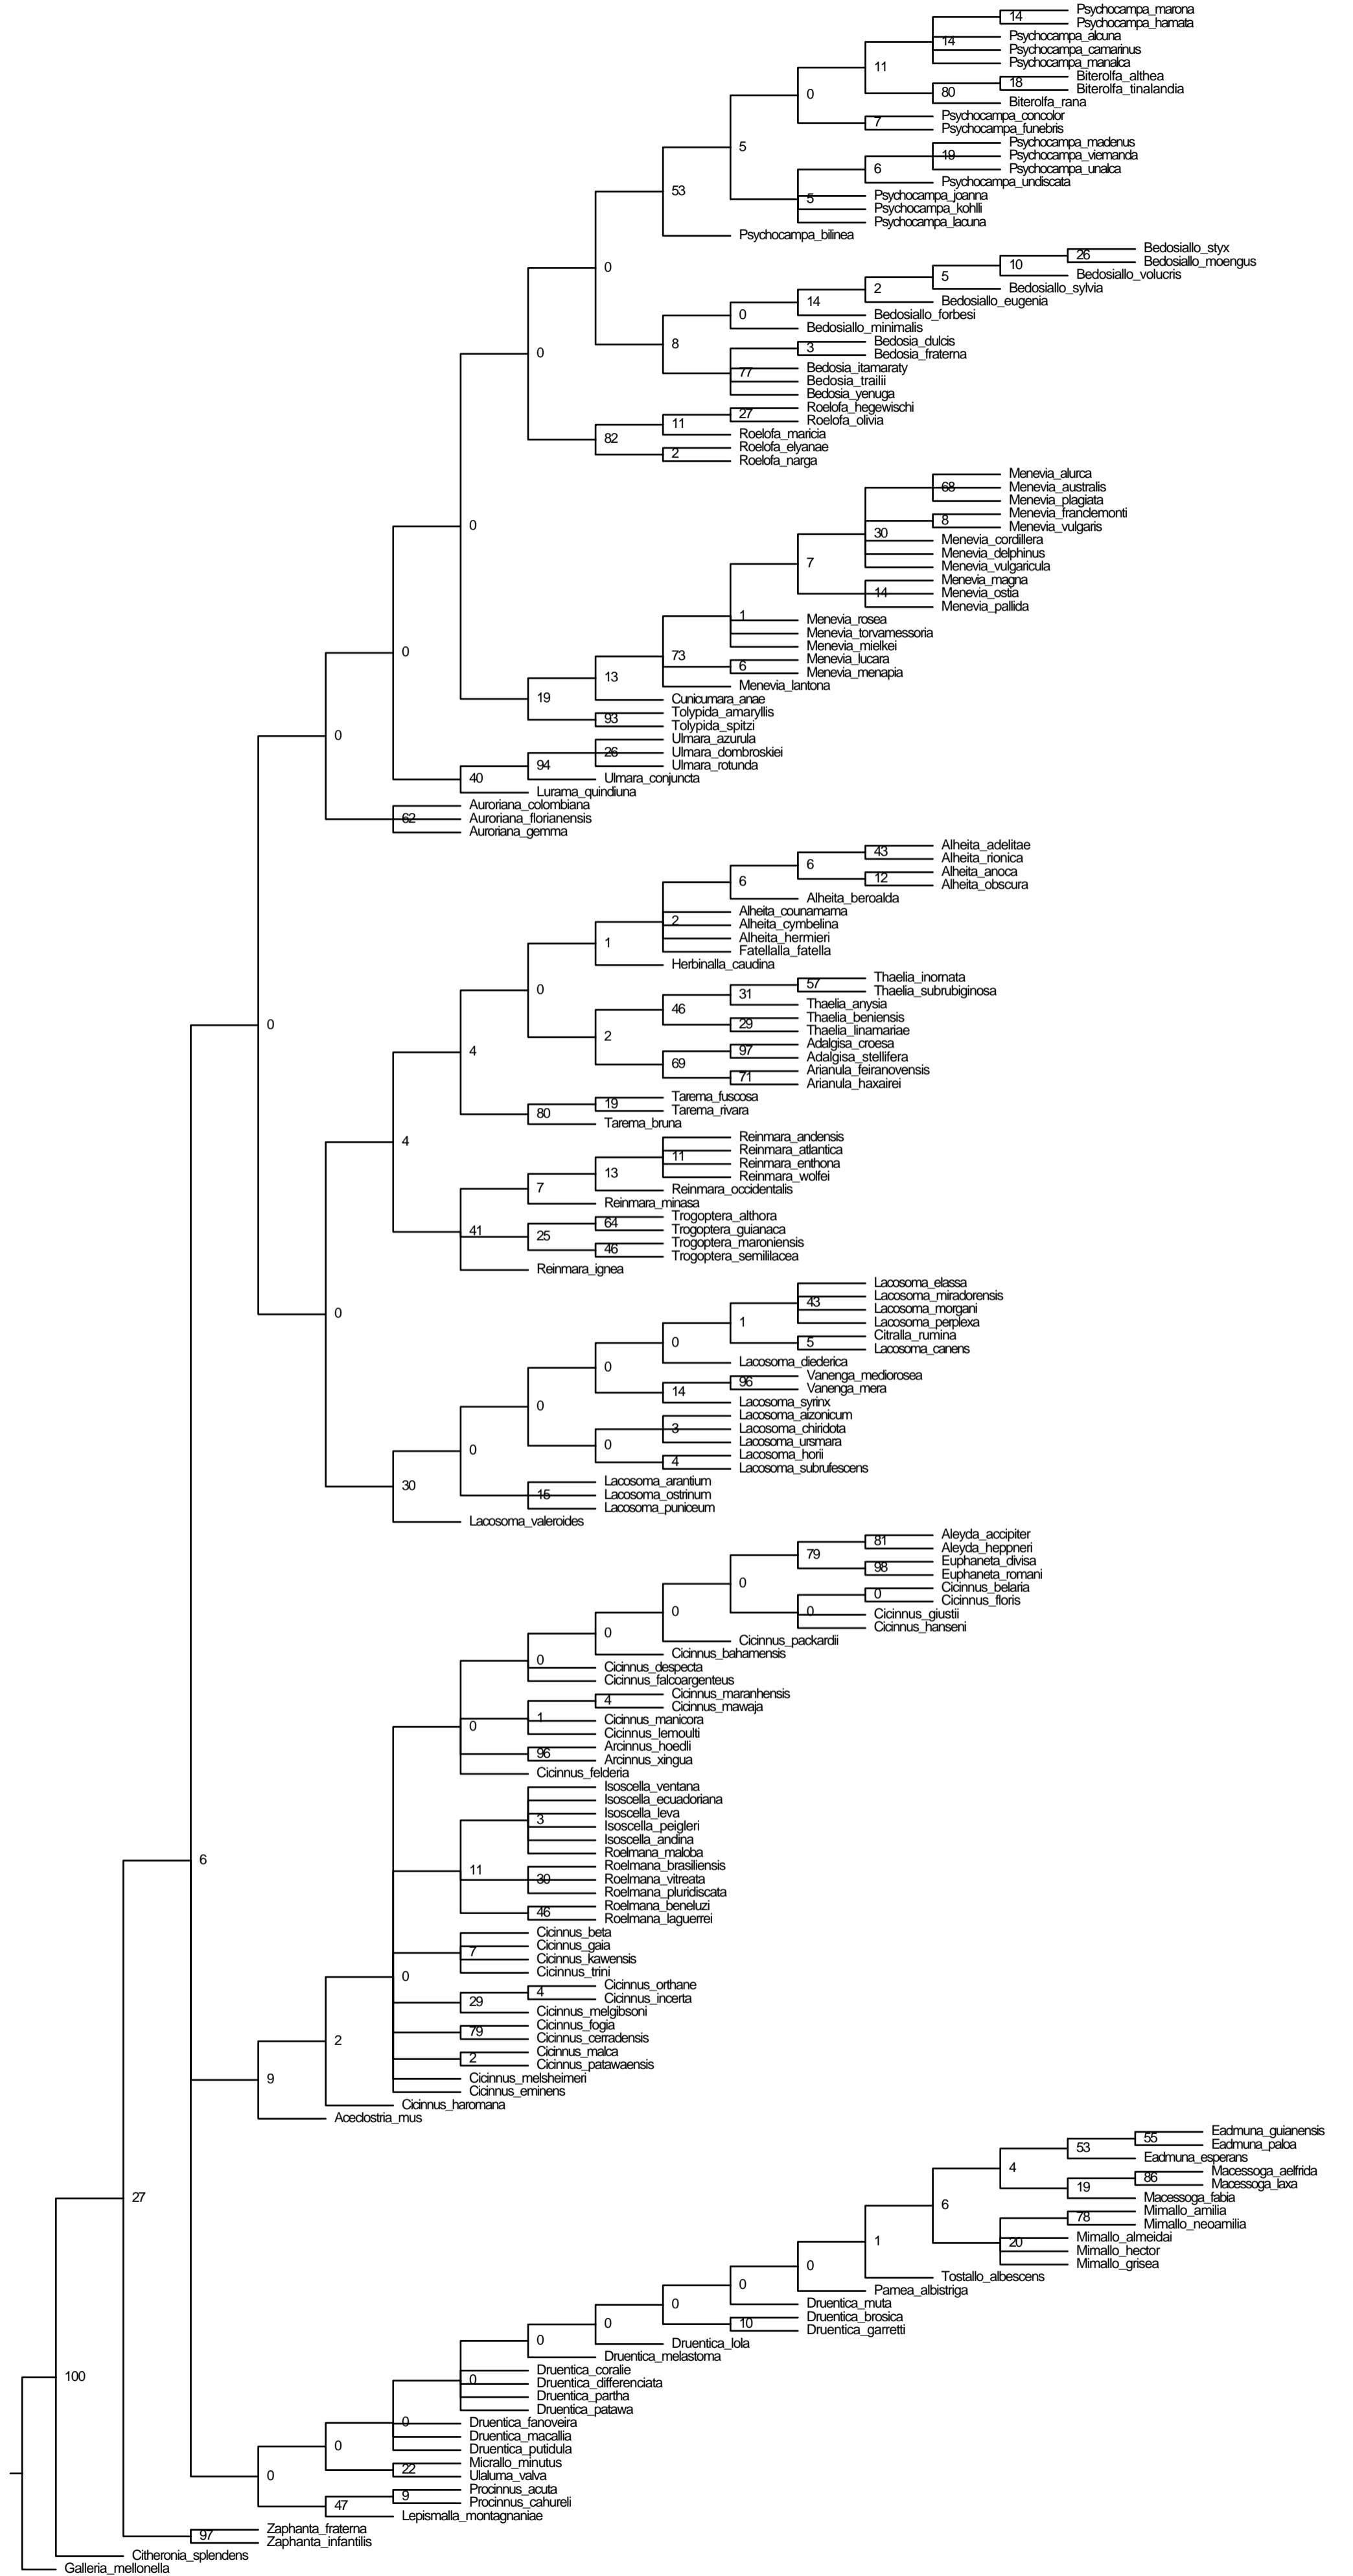 Psychocampa_marona
14
Psychocampa_hamata
Psychocampa_alcuna
14
Psychocampa_camarinus
Psychocampa_manalca
11
Biterolfa_althea
18
Biterolfa_tinalandia
80
Biterolfa_rana
0
Psychocampa_concolor
7
Psychocampa_funebris
Psychocampa_madenus
5
19
Psychocampa_viemanda
6
Psychocampa_unalca
Psychocampa_undiscata
53
Psychocampa_joanna
5
Psychocampa_kohlli
Psychocampa_lacuna
Psychocampa_bilinea
Bedosiallo_styx
26
Bedosiallo_moengus
10
0
Bedosiallo_volucris
5
Bedosiallo_sylvia
2
Bedosiallo_eugenia
14
Bedosiallo_forbesi
0
Bedosiallo_minimalis
8
Bedosia_dulcis
3
0
Bedosia_fraterna
Bedosia_itamaraty
77
Bedosia_trailii
Bedosia_yenuga
Roelofa_hegewischi
27
Roelofa_olivia
11
Roelofa_maricia
82
Roelofa_elyanae
2
Roelofa_narga
Menevia_alurca
68
Menevia_australis
Menevia_plagiata
Menevia_franclemonti
8
0
Menevia_vulgaris
30
Menevia_cordillera
Menevia_delphinus
7
Menevia_vulgaricula
Menevia_magna
14
Menevia_ostia
Menevia_pallida
1
Menevia_rosea
Menevia_torvamessoria
Menevia_mielkei
0
73
Menevia_lucara
6
Menevia_menapia
13
Menevia_lantona
19
Cunicumara_anae
Tolypida_amaryllis
93
Tolypida_spitzi
0
Ulmara_azurula
26
Ulmara_dombroskiei
94
Ulmara_rotunda
40
Ulmara_conjuncta
Lurama_quindiuna
Auroriana_colombiana
62
Auroriana_florianensis
Auroriana_gemma
Alheita_adelitae
43
Alheita_rionica
6
Alheita_anoca
12
6
Alheita_obscura
Alheita_beroalda
Alheita_counamama
2
Alheita_cymbelina
Alheita_hermieri
1
Fatellalla_fatella
Herbinalla_caudina
Thaelia_inornata
57
0
Thaelia_subrubiginosa
31
Thaelia_anysia
46
Thaelia_beniensis
29
0
Thaelia_linamariae
2
Adalgisa_croesa
97
4
Adalgisa_stellifera
69
Arianula_feiranovensis
71
Arianula_haxairei
Tarema_fuscosa
19
Tarema_rivara
80
Tarema_bruna
Reinmara_andensis
4
Reinmara_atlantica
11
Reinmara_enthona
13
Reinmara_wolfei
7
Reinmara_occidentalis
Reinmara_minasa
Trogoptera_althora
64
41
Trogoptera_guianaca
25
Trogoptera_maroniensis
46
Trogoptera_semililacea
Reinmara_ignea
Lacosoma_elassa
Lacosoma_miradorensis
43
0
Lacosoma_morgani
1
Lacosoma_perplexa
Citralla_rumina
0
5
Lacosoma_canens
Lacosoma_diederica
0
Vanenga_mediorosea
96
Vanenga_mera
14
0
Lacosoma_syrinx
Lacosoma_aizonicum
3
Lacosoma_chiridota
0
Lacosoma_ursmara
0
Lacosoma_horii
4
Lacosoma_subrufescens
30
Lacosoma_arantium
15
Lacosoma_ostrinum
Lacosoma_puniceum
Lacosoma_valeroides
Aleyda_accipiter
81
Aleyda_heppneri
79
Euphaneta_divisa
98
Euphaneta_romani
0
Cicinnus_belaria
0
Cicinnus_floris
0
0
Cicinnus_giustii
Cicinnus_hanseni
0
Cicinnus_packardii
Cicinnus_bahamensis
0
Cicinnus_despecta
Cicinnus_falcoargenteus
Cicinnus_maranhensis
4
Cicinnus_mawaja
1
Cicinnus_manicora
0
Cicinnus_lemoulti
Arcinnus_hoedli
96
Arcinnus_xingua
Cicinnus_felderia
Isoscella_ventana
Isoscella_ecuadoriana
Isoscella_leva
3
Isoscella_peigleri
Isoscella_andina
Roelmana_maloba
6
11
Roelmana_brasiliensis
30
Roelmana_vitreata
Roelmana_pluridiscata
Roelmana_beneluzi
46
Roelmana_laguerrei
Cicinnus_beta
Cicinnus_gaia
7
Cicinnus_kawensis
Cicinnus_trini
0
Cicinnus_orthane
4
Cicinnus_incerta
29
Cicinnus_melgibsoni
Cicinnus_fogia
79
Cicinnus_cerradensis
2
Cicinnus_malca
2
Cicinnus_patawaensis
9
Cicinnus_melsheimeri
Cicinnus_eminens
Cicinnus_haromana
Aceclostria_mus
Eadmuna_guianensis
55
Eadmuna_paloa
53
Eadmuna_esperans
4
Macessoga_aelfrida
86
Macessoga_laxa
19
27
Macessoga_fabia
6
Mimallo_amilia
78
Mimallo_neoamilia
Mimallo_almeidai
20
1
Mimallo_hector
Mimallo_grisea
0
Tostallo_albescens
0
Pamea_albistriga
0
Druentica_muta
Druentica_brosica
10
0
Druentica_garretti
0
Druentica_lola
Druentica_melastoma
100
Druentica_coralie
0
Druentica_differenciata
Druentica_partha
Druentica_patawa
0
Druentica_fanoveira
Druentica_macallia
0
Druentica_putidula
Micrallo_minutus
22
0
Ulaluma_valva
Procinnus_acuta
9
Procinnus_cahureli
47
Lepismalla_montagnaniae
Zaphanta_fraterna
97
Zaphanta_infantilis
Citheronia_splendens
Galleria_mellonella